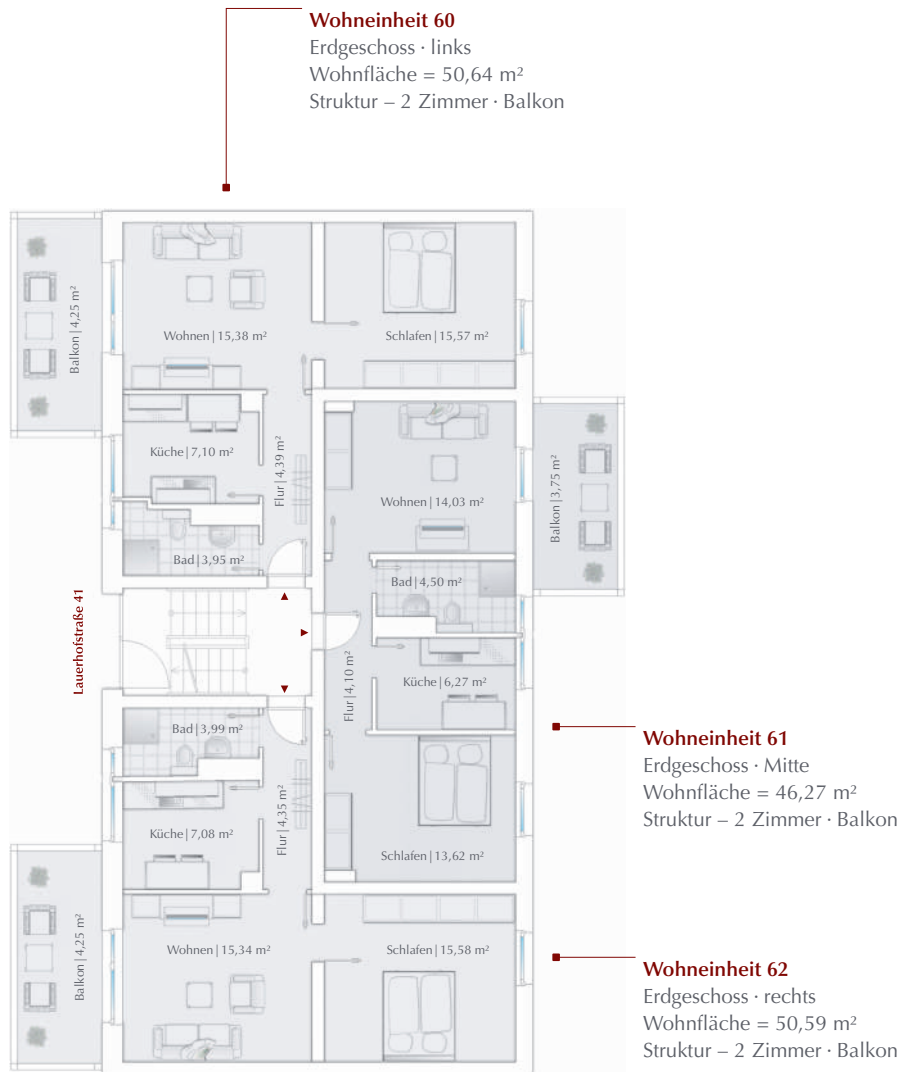 Wohneinheit 60
Erdgeschoss · links
Wohnfläche = 50,64 m²
Struktur – 2 Zimmer · Balkon
Balkon | 4,25 m²
Wohnen | 15,38 m²
Schlafen | 15,57 m²
Küche | 7,10 m²
Flur | 4,39 m²
Bad | 3,95 m²
Wohnen | 14,03 m²
Balkon | 3,75 m²
Bad | 4,50 m²
Lauerhofstraße 41
Küche | 6,27 m²
Flur | 4,10 m²
Bad | 3,99 m²
Küche | 7,08 m²
Flur | 4,35 m²
Schlafen | 13,62 m²
Wohneinheit 61
Erdgeschoss · Mitte
Wohnfläche = 46,27 m²
Struktur – 2 Zimmer · Balkon
Balkon | 4,25 m²
Wohnen | 15,34 m²
Schlafen | 15,58 m²
Wohneinheit 62
Erdgeschoss · rechts
Wohnfläche = 50,59 m²
Struktur – 2 Zimmer · Balkon